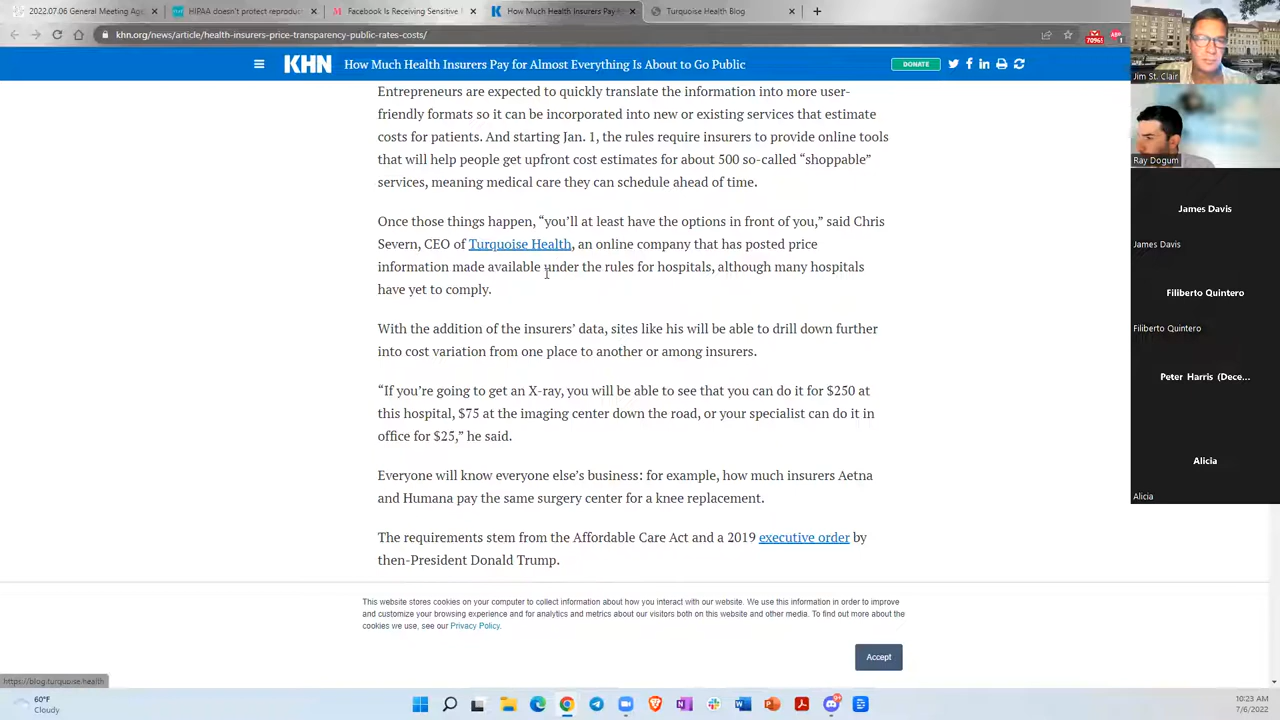 2022.07.06 General Meeting Ag
HIPAA doesn't protect reproduc
Facebook Is Receiving Sensitive
How Much Health Insurers Pay
Turquoise Health Blog
khn.org/news/article/health-insurers-price-transparency-public-rates-costs/
KHN
How Much Health Insurers Pay for Almost Everything Is About to Go Public
DONATE
Entrepreneurs are expected to quickly translate the information into more user-
friendly formats so it can be incorporated into new or existing services that estimate
costs for patients. And starting Jan. 1, the rules require insurers to provide online tools
that will help people get upfront cost estimates for about 500 so-called “shoppable”
services, meaning medical care they can schedule ahead of time.
Once those things happen, “you’ll at least have the options in front of you,” said Chris
Severn, CEO of Turquoise Health, an online company that has posted price
information made available under the rules for hospitals, although many hospitals
have yet to comply.
With the addition of the insurers’ data, sites like his will be able to drill down further
into cost variation from one place to another or among insurers.
“If you’re going to get an X-ray, you will be able to see that you can do it for $250 at
this hospital, $75 at the imaging center down the road, or your specialist can do it in
office for $25,” he said.
Everyone will know everyone else’s business: for example, how much insurers Aetna
and Humana pay the same surgery center for a knee replacement.
The requirements stem from the Affordable Care Act and a 2019 executive order by
then-President Donald Trump.
This website stores cookies on your computer to collect information about how you interact with our website. We use this information in order to improve
and customize your browsing experience and for analytics and metrics about our visitors both on this website and other media. To find out more about the
cookies we use, see our Privacy Policy.
Accept
https://blog.turquoise.health
60°F
Cloudy
10:23 AM
7/6/2022
Jim St. Clair
Ray Dogum
James Davis
James Davis
Filiberto Quintero
Filiberto Quintero
Peter Harris (Dece...
Alicia
Alicia